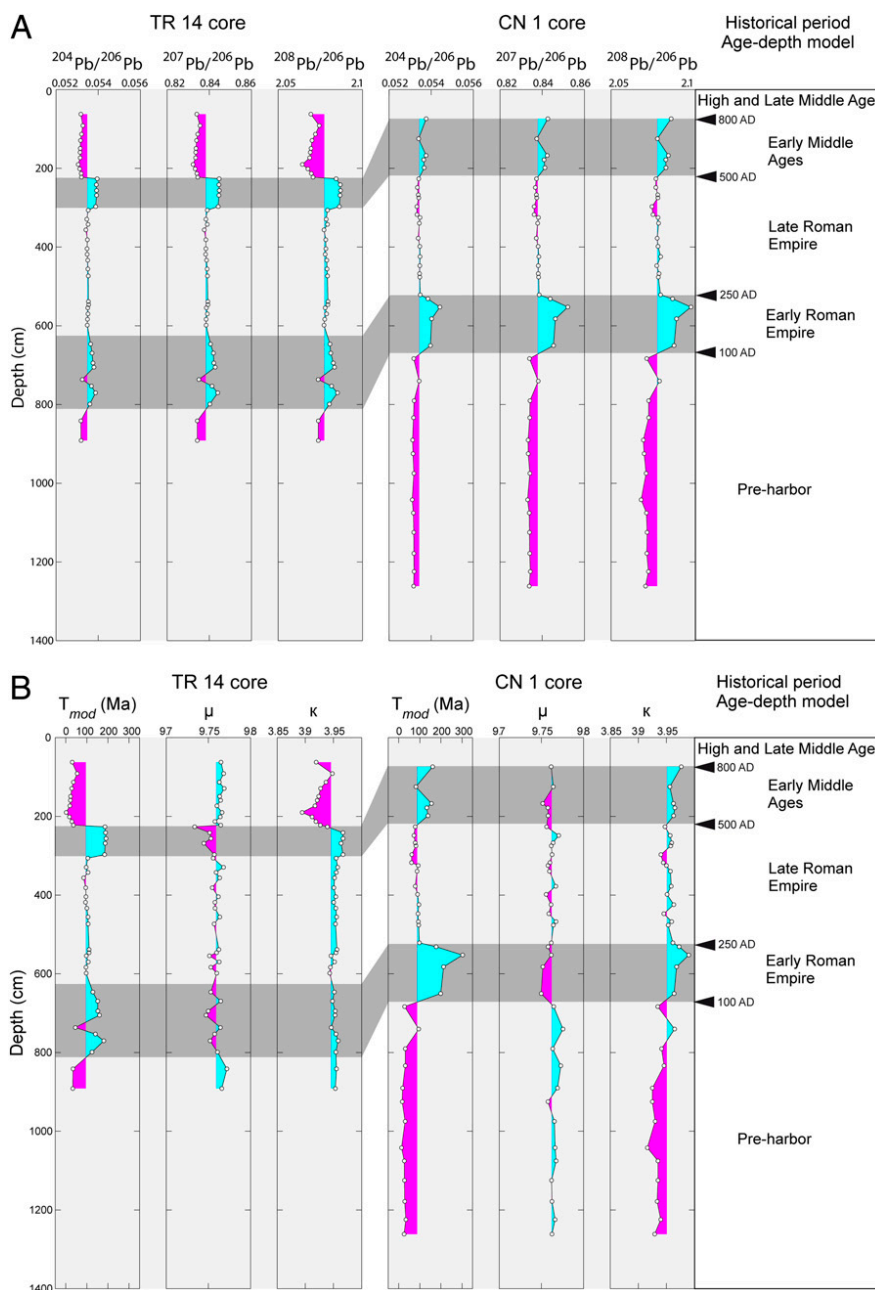 A
TR 14 core
CN 1 core
Historical period
Age-depth model
204Pb/206Pb
207Pb/206Pb
208Pb/206Pb
204Pb/206Pb
207Pb/206Pb
208Pb/206Pb
0.052 0.054 0.056
0.82 0.84 0.86
2.05 2.1
0.052 0.054 0.056
0.82 0.84 0.86
2.05 2.1
0
High and Late Middle Age
800 AD
Early Middle
Ages
200
500 AD
Late Roman
Empire
400
250 AD
Early Roman
Empire
600
100 AD
Depth (cm)
800
Pre-harbor
1000
1200
1400
B
TR 14 core
CN 1 core
Historical period
Age-depth model
Tmod (Ma)
μ
κ
Tmod (Ma)
μ
κ
0 100 200 300
97 9.75 98
3.85 39 3.95
0 100 200 300
97 9.75 98
3.85 39 3.95
0
High and Late Middle Age
800 AD
Early Middle
Ages
200
500 AD
Late Roman
Empire
400
250 AD
Early Roman
Empire
600
100 AD
Depth (cm)
800
Pre-harbor
1000
1200
1400